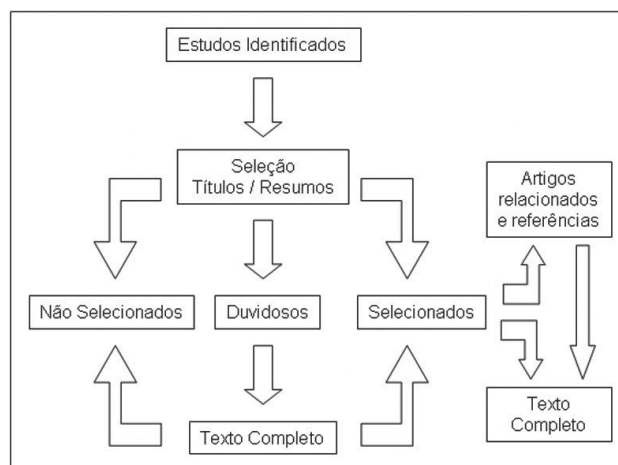 Estudos Identificados
Seleção
Títulos / Resumos
Artigos
relacionados
e referências
Não Selecionados
Duvidosos
Selecionados
Texto Completo
Texto
Completo